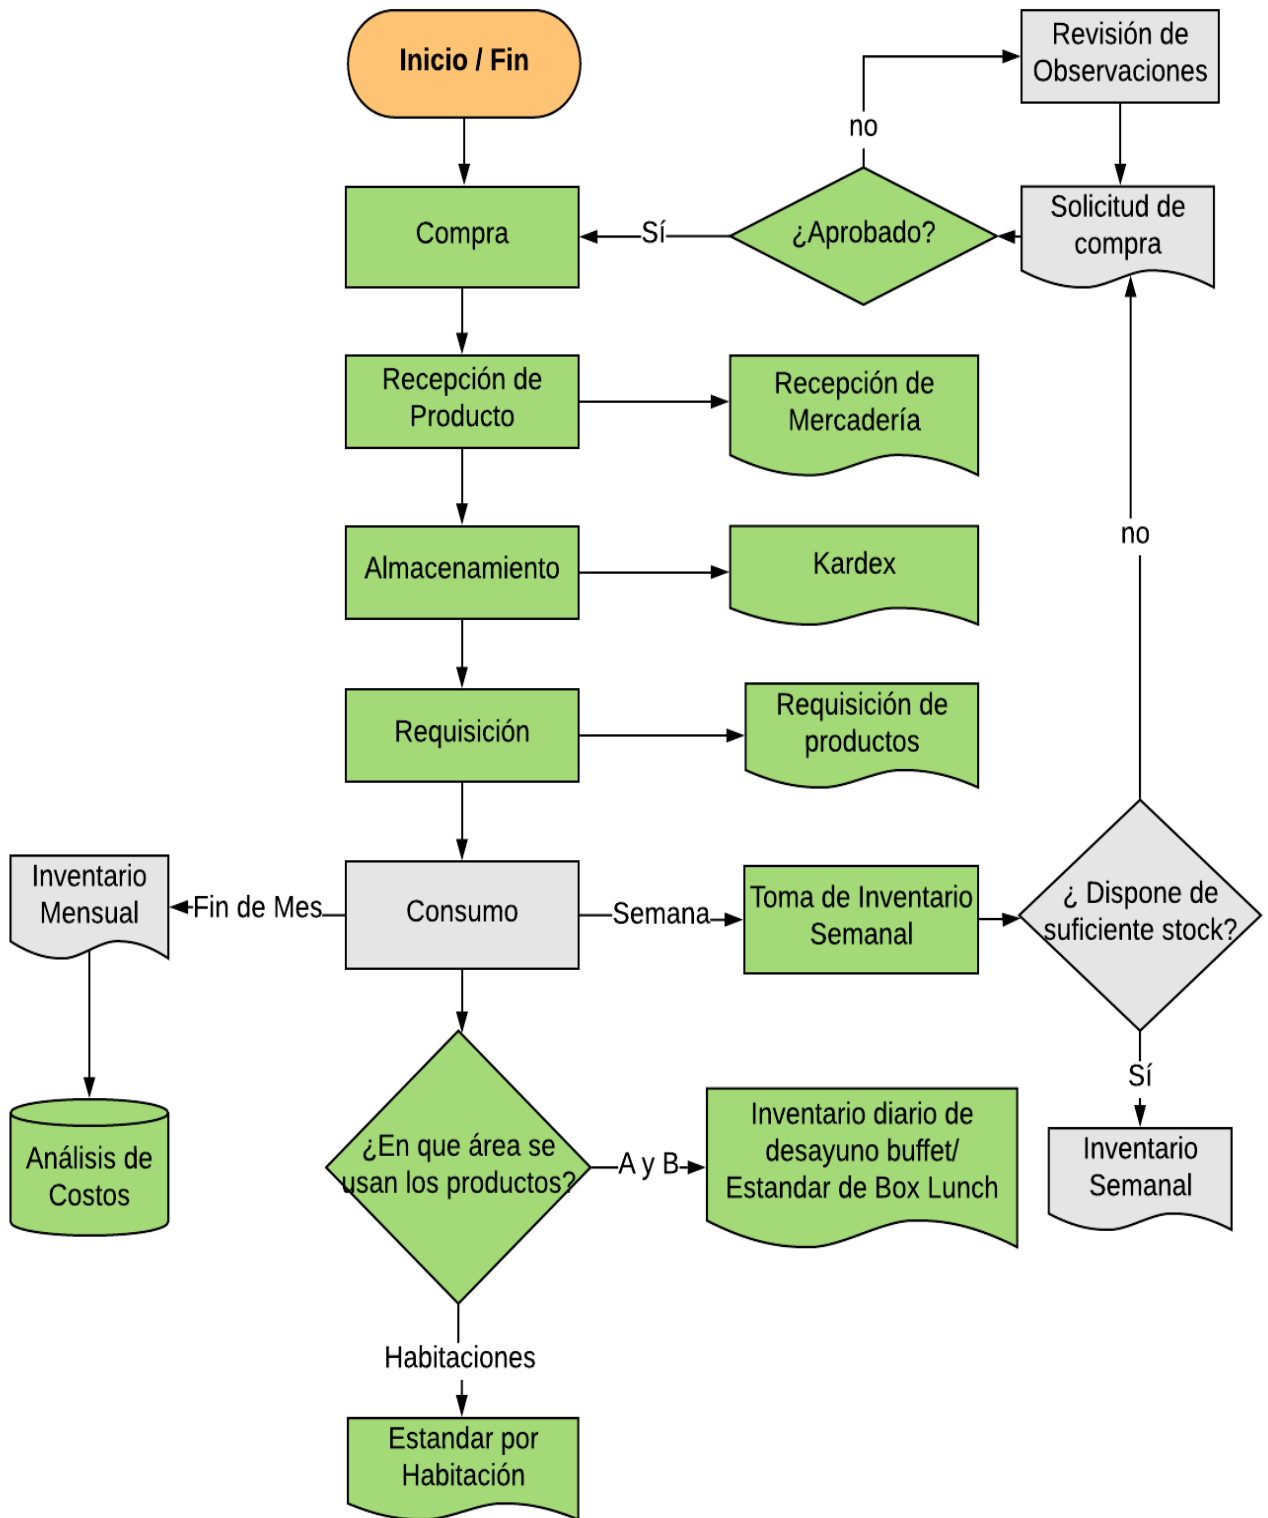 Inicio / Fin
Revisión de
Observaciones
no
Compra
Sí
¿Aprobado?
Solicitud de
compra
Recepción de
Producto
Recepción de
Mercadería
no
Almacenamiento
Kardex
Requisición
Requisición de
productos
Inventario
Mensual
Fin de Mes
Consumo
Semana
Toma de Inventario
Semanal
¿ Dispone de
suficiente stock?
Sí
Análisis de
Costos
¿En que área se
usan los productos?
A y B
Inventario diario de
desayuno buffet/
Estandar de Box Lunch
Inventario
Semanal
Habitaciones
Estandar por
Habitación